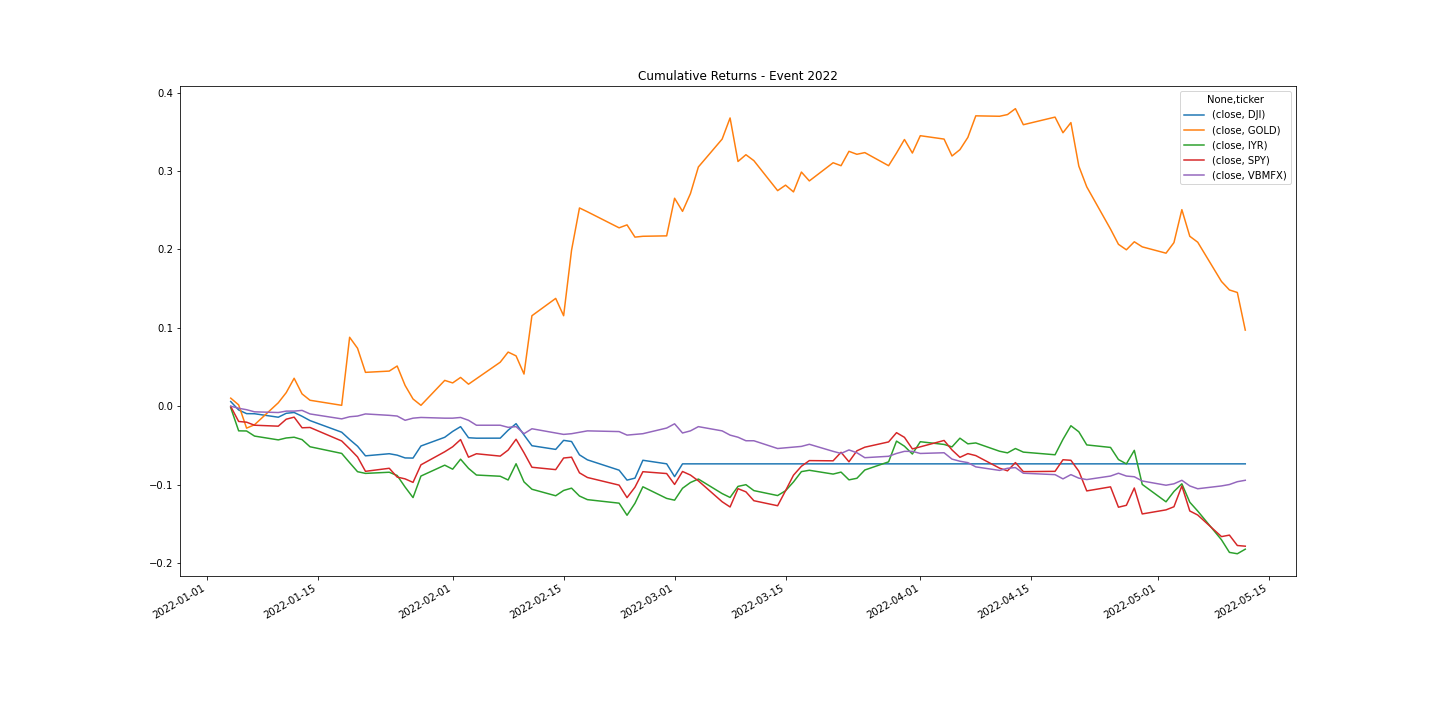 Cumulative Returns - Event 2022
None,ticker
(close, DJI)
(close, GOLD)
(close, IYR)
(close, SPY)
(close, VBMFX)
0.4
0.3
0.2
0.1
0.0
−0.1
−0.2
2022-01-01
2022-01-15
2022-02-01
2022-02-15
2022-03-01
2022-03-15
2022-04-01
2022-04-15
2022-05-01
2022-05-15